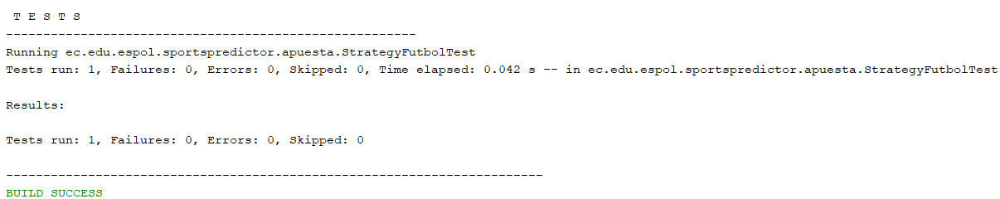 T E S T S
-------------------------------------------------------
Running ec.edu.espol.sportspredictor.apuesta.StrategyFutbolTest
Tests run: 1, Failures: 0, Errors: 0, Skipped: 0, Time elapsed: 0.042 s -- in ec.edu.espol.sportspredictor.apuesta.StrategyFutbolTest
Results:
Tests run: 1, Failures: 0, Errors: 0, Skipped: 0
------------------------------------------------------------------------
BUILD SUCCESS